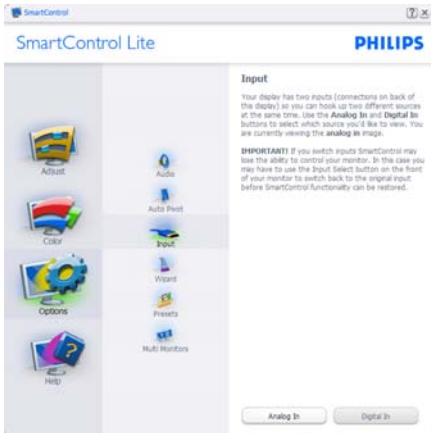 SmartControl
SmartControl Lite
PHILIPS
Adjust
Color
Options
Help
Audio
Auto Pivot
Input
Wizard
Presets
Multi Monitors
Input
Your display has two inputs (connections on back of
the display) so you can hook up two different sources
at the same time. Use the Analog In and Digital In
buttons to select which source you'd like to view. You
are currently viewing the analog in image.
IMPORTANT! If you switch inputs SmartControl may
lose the ability to control your monitor. In this case you
may have to use the Input Select button on the front
of your monitor to switch back to the original input
before SmartControl functionality can be restored.
Analog In
Digital In